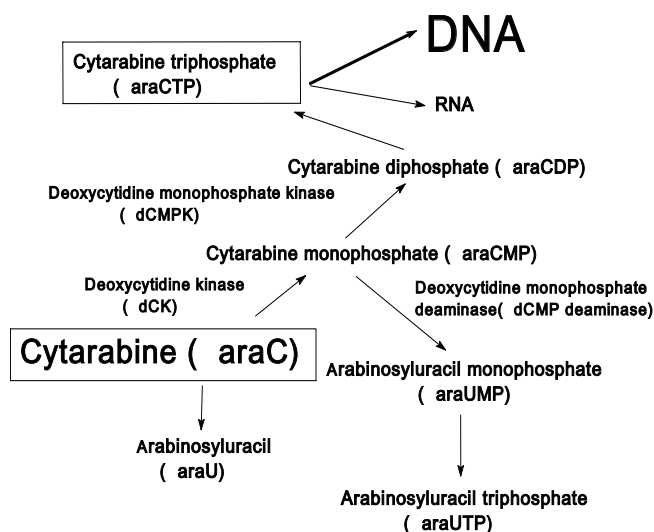 DNA
Cytarabine triphosphate
( araCTP)
RNA
Cytarabine diphosphate ( araCDP)
Deoxycytidine monophosphate kinase
( dCMPK)
Cytarabine monophosphate ( araCMP)
Deoxycytidine kinase
( dCK)
Deoxycytidine monophosphate
deaminase( dCMP deaminase)
Cytarabine ( araC)
Arabinosyluracil monophosphate
( araUMP)
Arabinosyluracil
( araU)
Arabinosyluracil triphosphate
( araUTP)